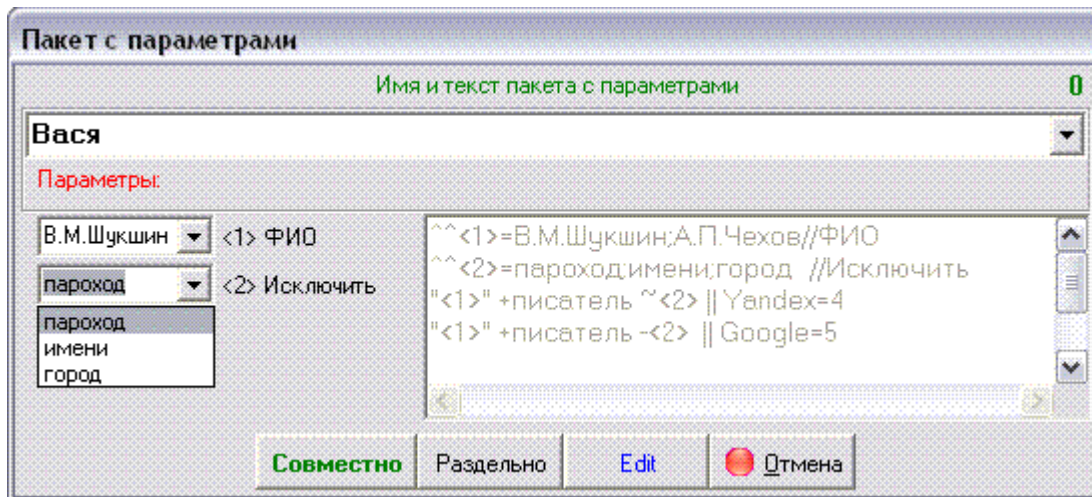 Пакет с параметрами
Имя и текст пакета с параметрами 0
Вася
Параметры:
В.М.Шукшин <1> ФИО
пароход <2> Исключить
пароход
имени
город
^^<1>=В.М.Шукшин;А.П.Чехов//ФИО
^^<2>=пароход;имени;город //Исключить
"<1>" +писатель ~<2> || Yandex=4
"<1>" +писатель -<2> || Google=5
Совместно Раздельно Edit Отмена